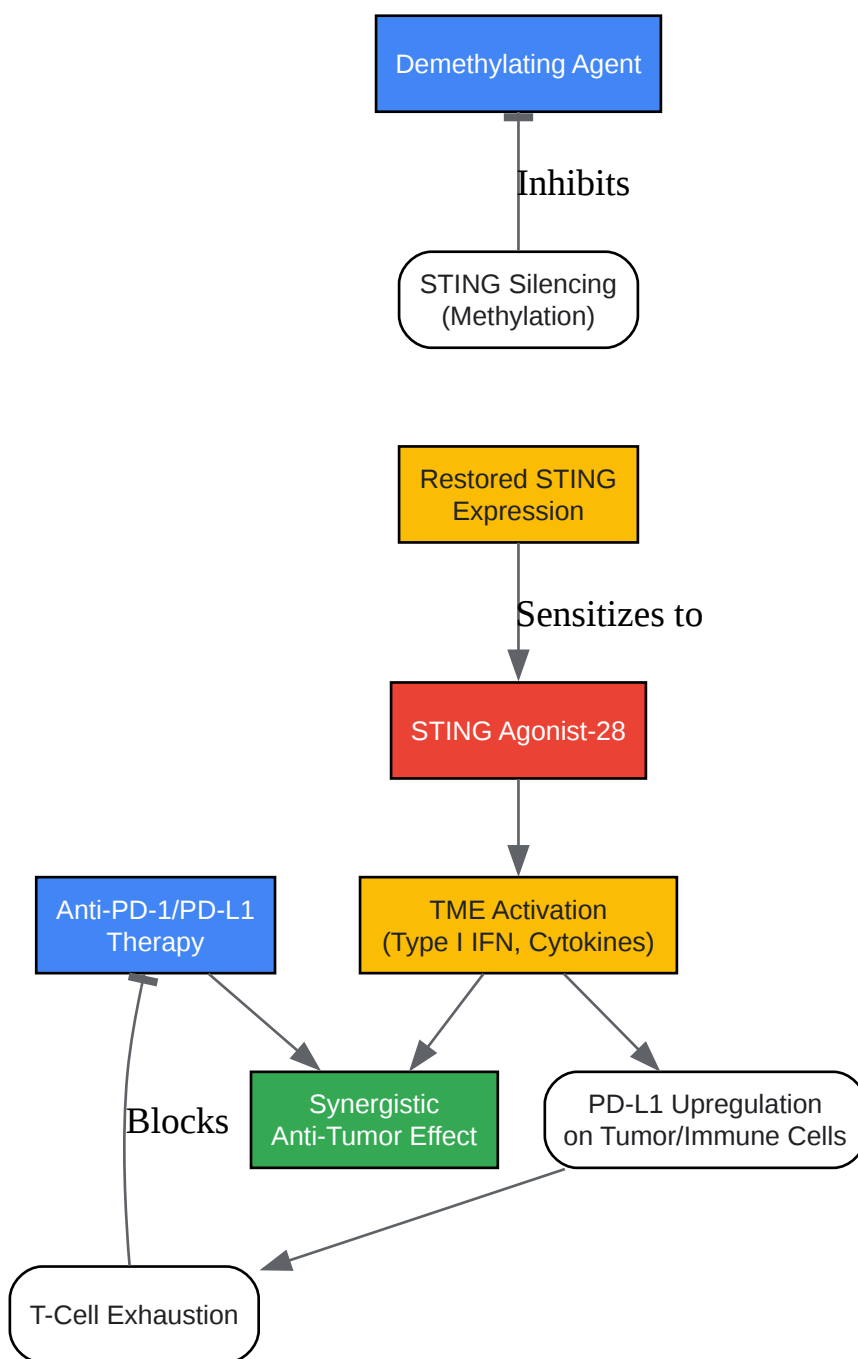 Demethylating Agent
Inhibits
STING Silencing
(Methylation)
Restored STING
Expression
Sensitizes to
STING Agonist-28
Anti-PD-1/PD-L1
Therapy
TME Activation
(Type I IFN, Cytokines)
Synergistic
Anti-Tumor Effect
PD-L1 Upregulation
on Tumor/Immune Cells
Blocks
T-Cell Exhaustion